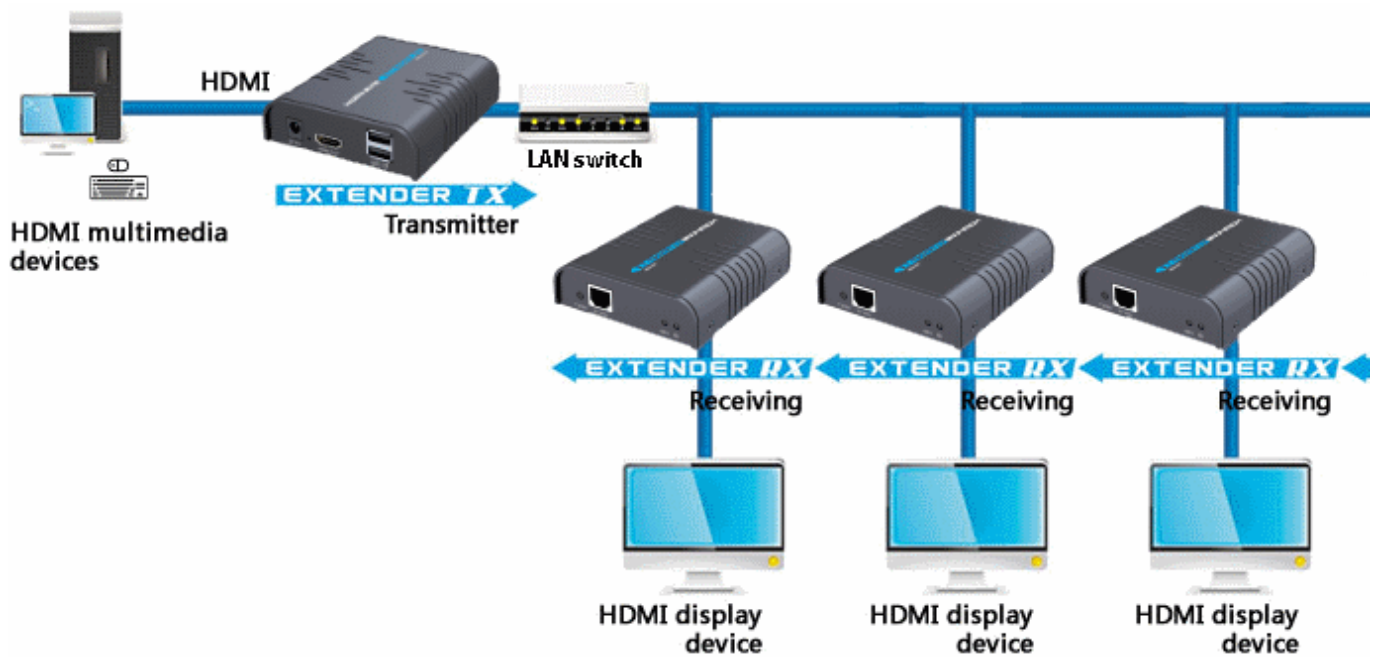 HDMI
LAN switch
EXTENDER TX
Transmitter
HDMI multimedia
devices
EXTENDER RX
Receiving
EXTENDER RX
Receiving
EXTENDER RX
Receiving
HDMI display
device
HDMI display
device
HDMI display
device